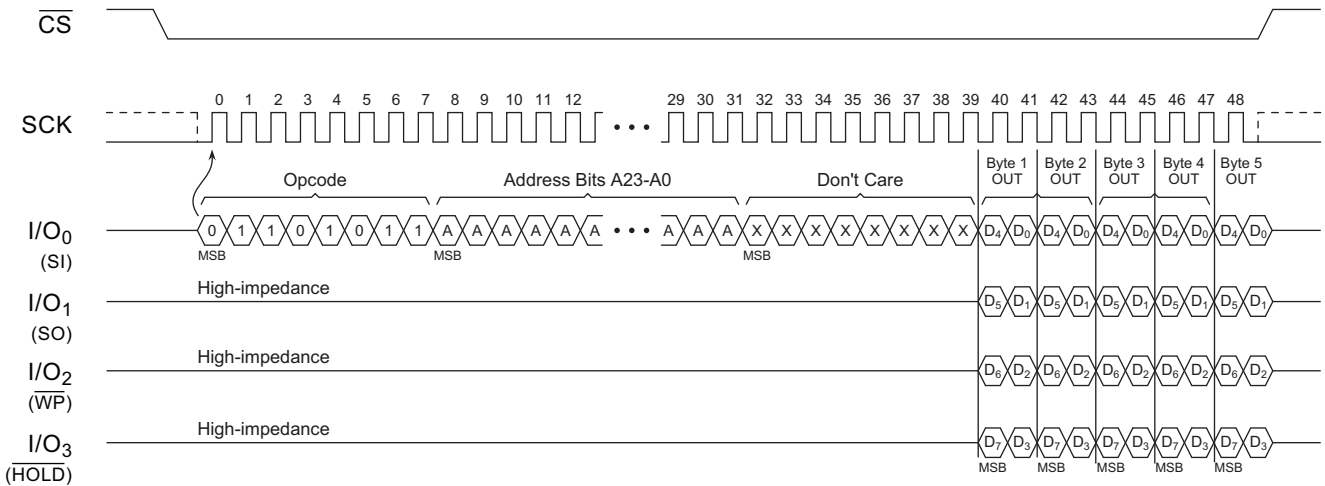 CS
SCK
0 1 2 3 4 5 6 7 8 9 10 11 12 29 30 31 32 33 34 35 36 37 38 39 40 41 42 43 44 45 46 47 48
• • •
Opcode Address Bits A23-A0 Don't Care Byte 1 OUT Byte 2 OUT Byte 3 OUT Byte 4 OUT Byte 5 OUT
I/O0 (SI)
0 1 1 0 1 0 1 1 A A A A A A • • • A A A X X X X X X X X D4 D0 D4 D0 D4 D0 D4 D0 D4 D0
MSB MSB MSB
High-impedance
I/O1 (SO)
D5 D1 D5 D1 D5 D1 D5 D1 D5 D1
High-impedance
I/O2 (WP)
D6 D2 D6 D2 D6 D2 D6 D2 D6 D2
High-impedance
I/O3 (HOLD)
D7 D3 D7 D3 D7 D3 D7 D3 D7 D3
MSB MSB MSB MSB MSB